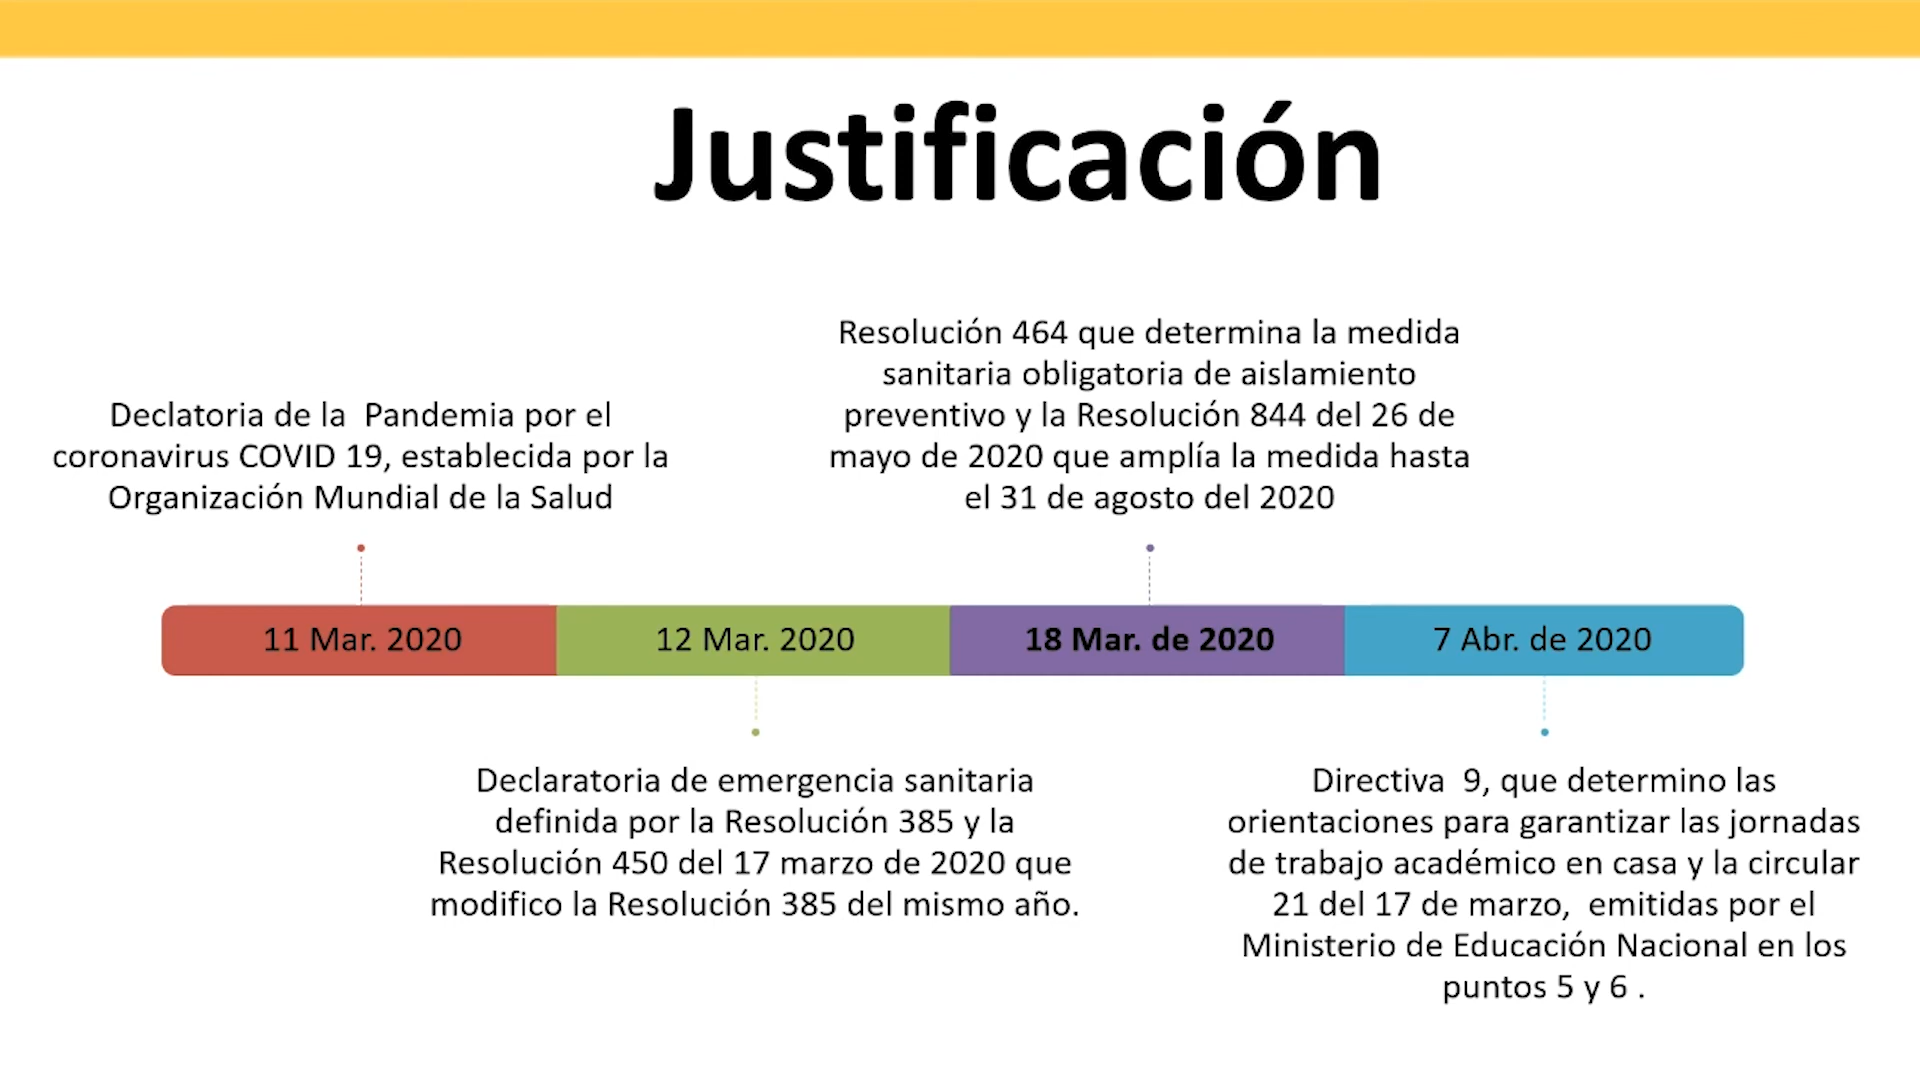 Justificación
Declatoria de la  Pandemia por el
coronavirus COVID 19, establecida por la
Organización Mundial de la Salud
Resolución 464 que determina la medida
sanitaria obligatoria de aislamiento
preventivo y la Resolución 844 del 26 de
mayo de 2020 que amplía la medida hasta
el 31 de agosto del 2020
11 Mar. 2020
12 Mar. 2020
18 Mar. de 2020
7 Abr. de 2020
Declaratoria de emergencia sanitaria
definida por la Resolución 385 y la
Resolución 450 del 17 marzo de 2020 que
modifico la Resolución 385 del mismo año.
Directiva  9, que determino las
orientaciones para garantizar las jornadas
de trabajo académico en casa y la circular
21 del 17 de marzo,  emitidas por el
Ministerio de Educación Nacional en los
puntos 5 y 6 .